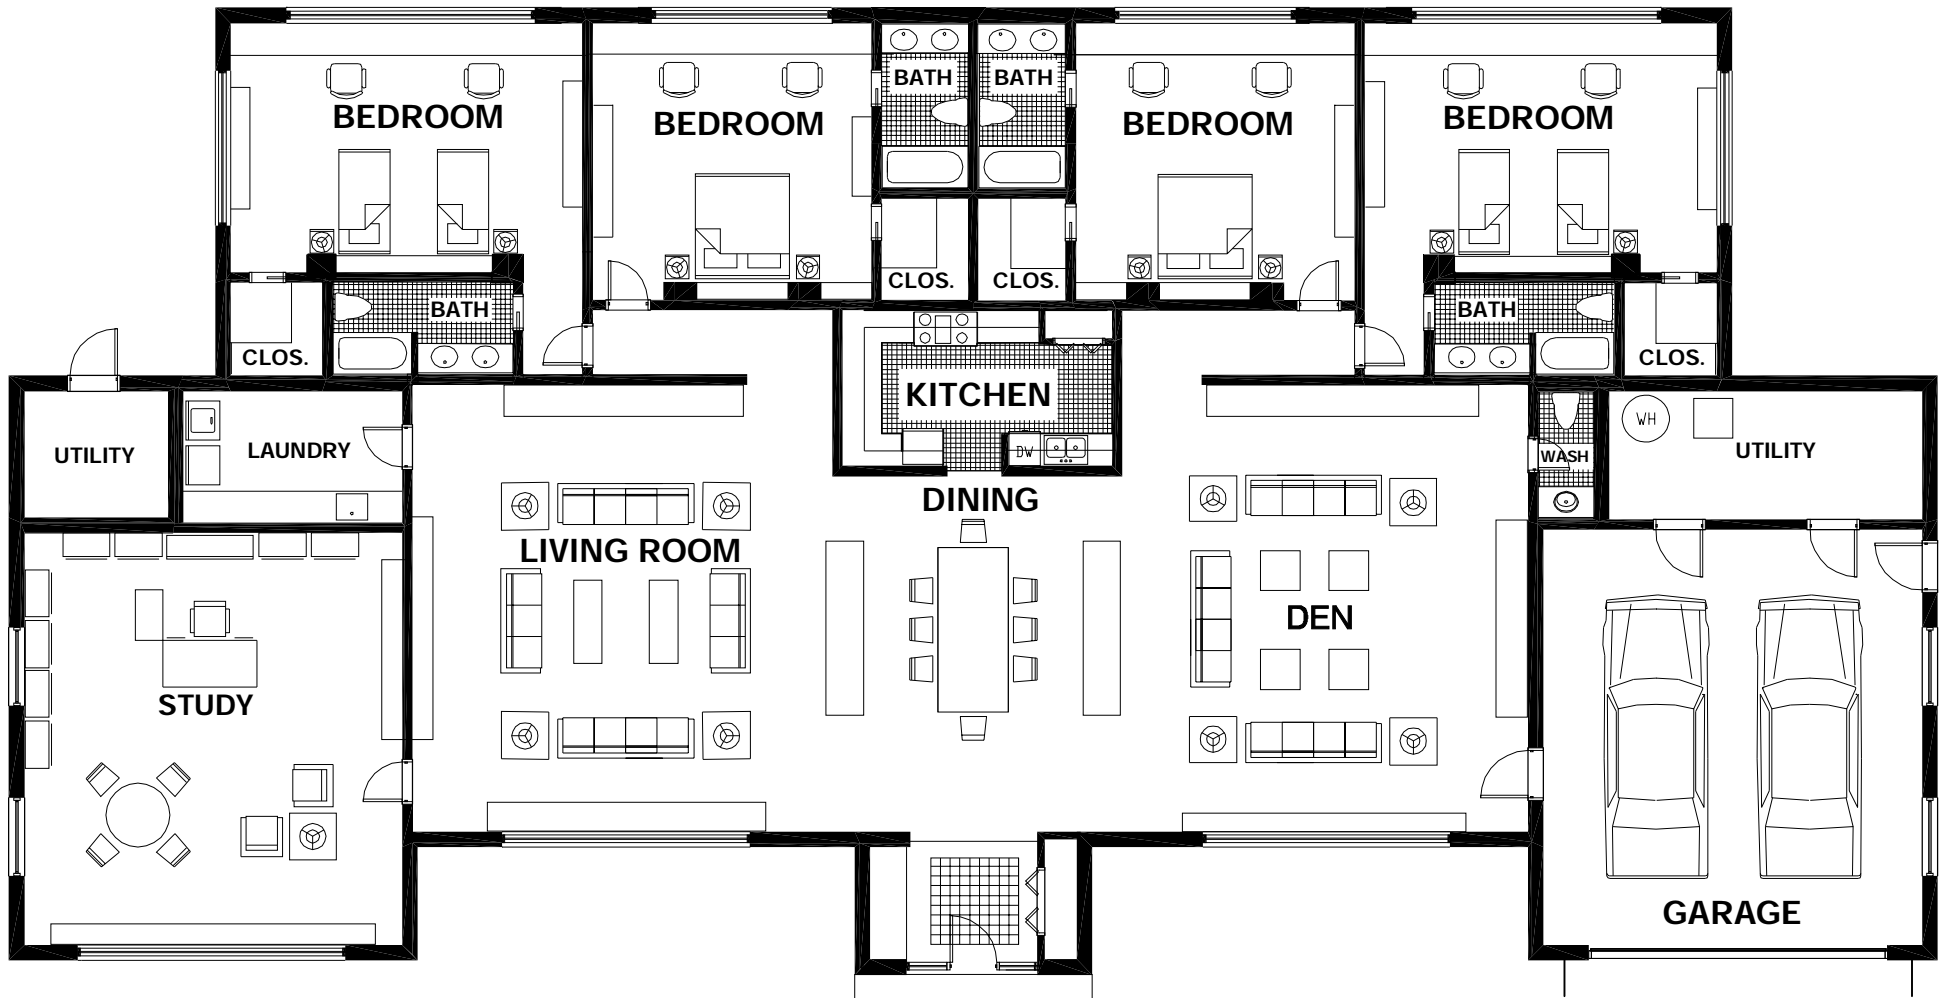 BATH
BATH
BEDROOM
BEDROOM
BEDROOM
BEDROOM
CLOS.
CLOS.
BATH
BATH
CLOS.
CLOS.
KITCHEN
WH
UTILITY
LAUNDRY
DW
WASH
UTILITY
DINING
LIVING ROOM
DEN
STUDY
GARAGE